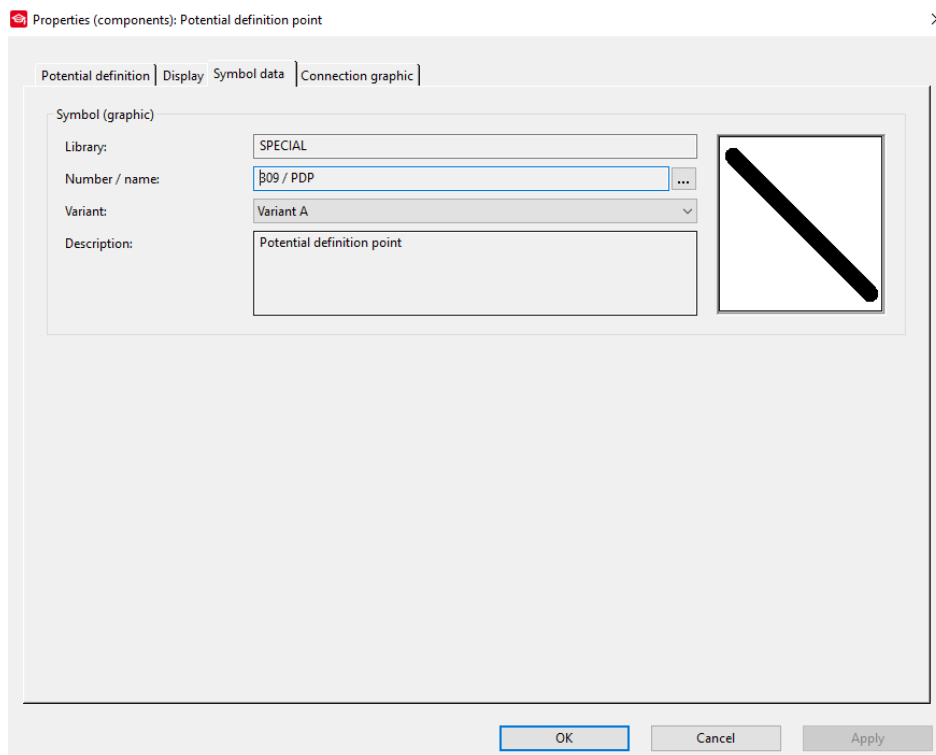 Properties (components): Potential definition point
Potential definition Display Symbol data Connection graphic
Symbol (graphic)
Library: SPECIAL
Number / name: 309 / PDP ...
Variant: Variant A
Description: Potential definition point
OK Cancel Apply